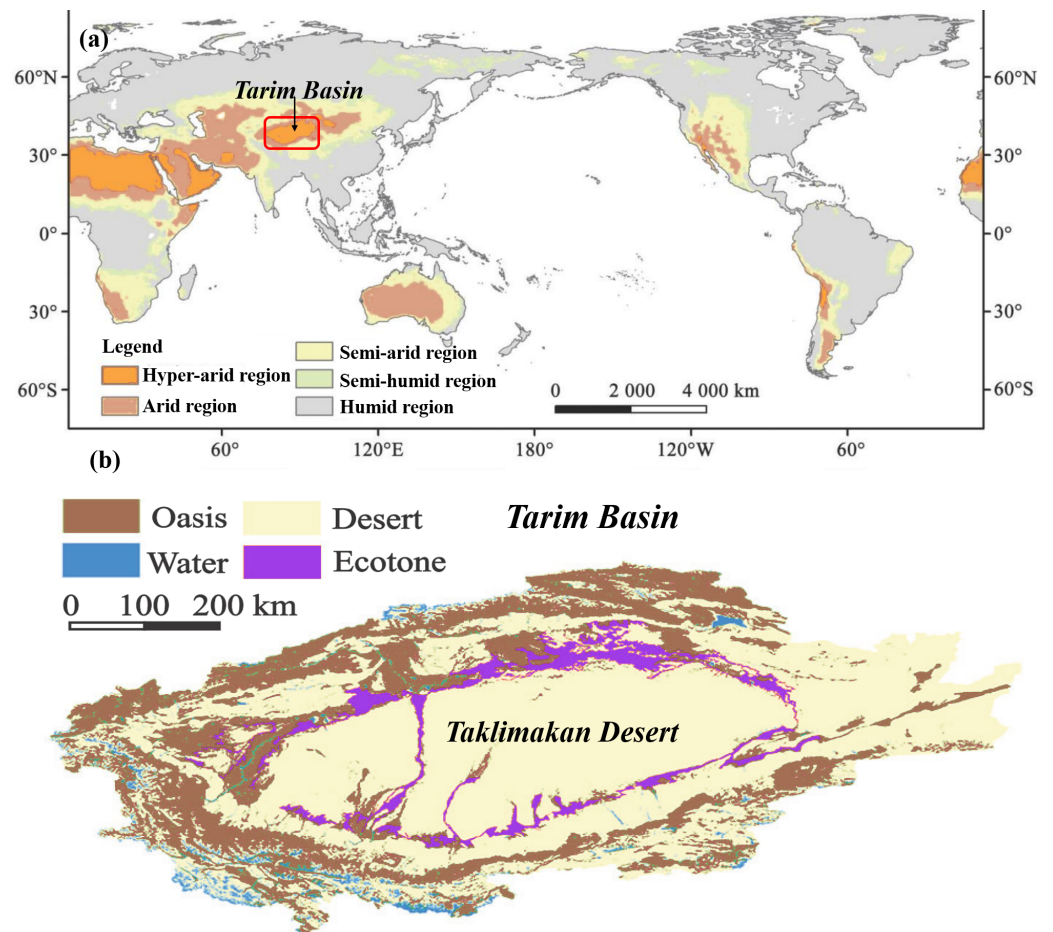 (a)
60°N
60°N
Tarim Basin
30°
30°
0°
0°
30°
30°
60°S
60°S
Legend
Hyper-arid region
Arid region
Semi-arid region
Semi-humid region
Humid region
0 2 000 4 000 km
60° 120°E 180° 120°W 60°
(b)
Oasis Desert
Water Ecotone
Tarim Basin
0 100 200 km
Taklimakan Desert